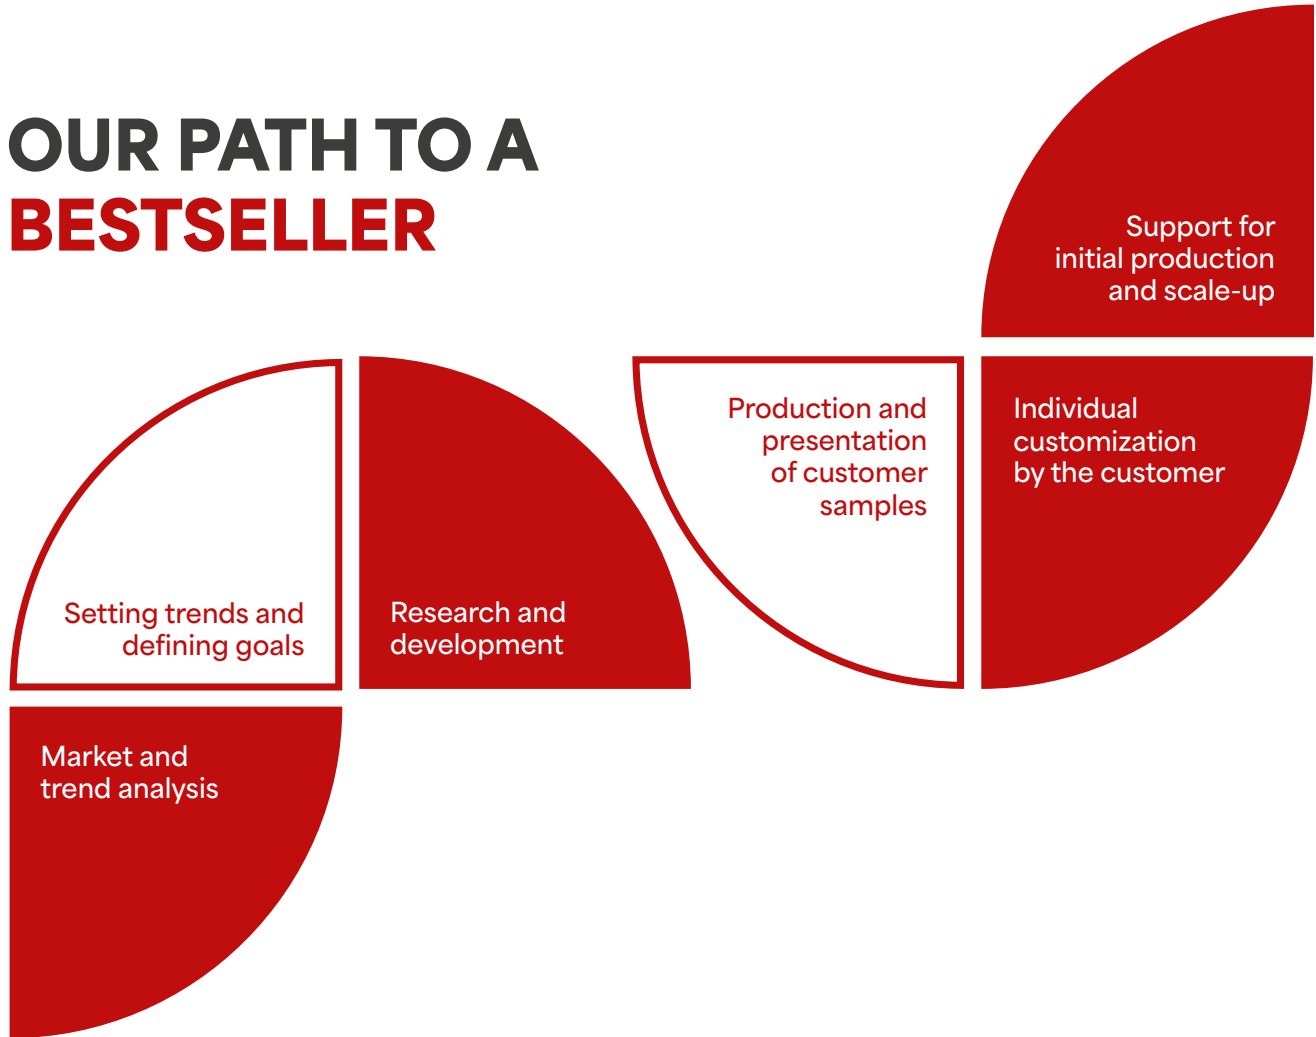 OUR PATH TO A
BESTSELLER
Support for
initial production
and scale-up
Production and
presentation
of customer
samples
Individual
customization
by the customer
Setting trends and
defining goals
Research and
development
Market and
trend analysis